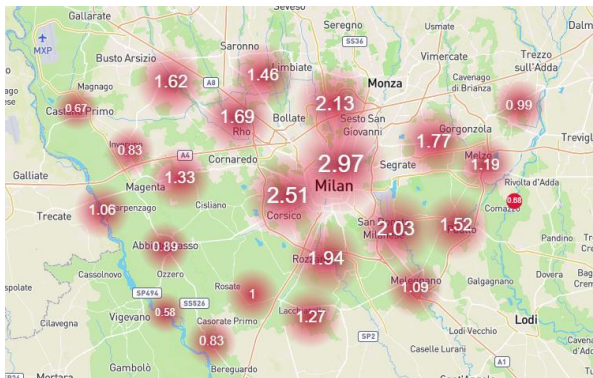 Gallarate
Seveso
Seregno
Usmate
Dalm
MXP
Saronno
SS36
Busto Arsizio
Limbiate
1.46
Vimercate
Trezzo
sull'Adda
Magnago
1.62
A8
Monza
Cavenago
di Brianza
0.67
2.13
0.99
1.69
Bollate
Sesto San
Giovanni
Gorgonzola
Rho
1.77
0.83
A4
Cornaredo
2.97
Segrate
Melzo
1.19
Trevigl
Galliate
Magenta
1.33
Milan
Rivolta d'Adda
0.88
2.51
Trecate
1.06
Cisliano
Corsico
2.03
1.52
Comazzo
Pandino
0.89
1.94
Cassolnovo
Ozzero
Dovera
SP494
Rosate
1
1.09
Galgagnano
spolate
SS526
Cilavegna
Vigevano
0.58
1.27
Lodi
Casorate Primo
0.83
SP2
Lodi Vecchio
Caselle Lurani
Gambolò
Bereguardo
A1